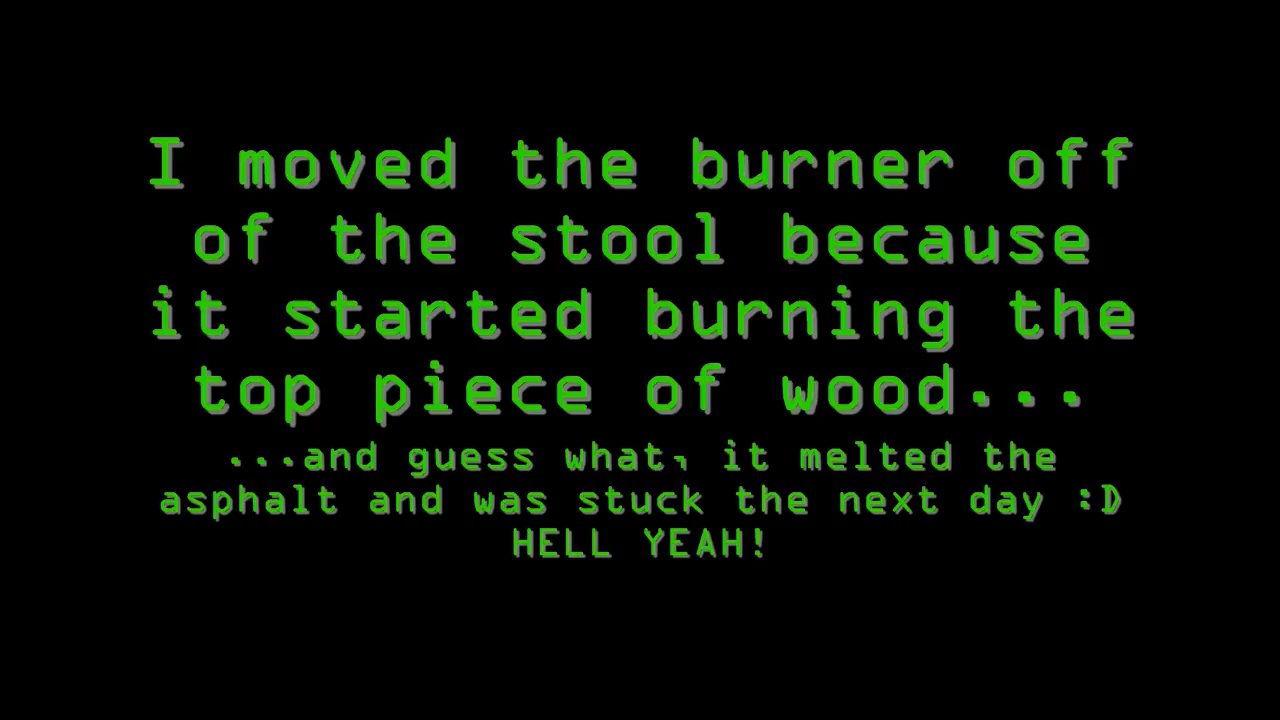 I moved the burner off
of the stool because
it started burning the
top piece of wood...
...and guess what, it melted the
asphalt and was stuck the next day :D
HELL YEAH!